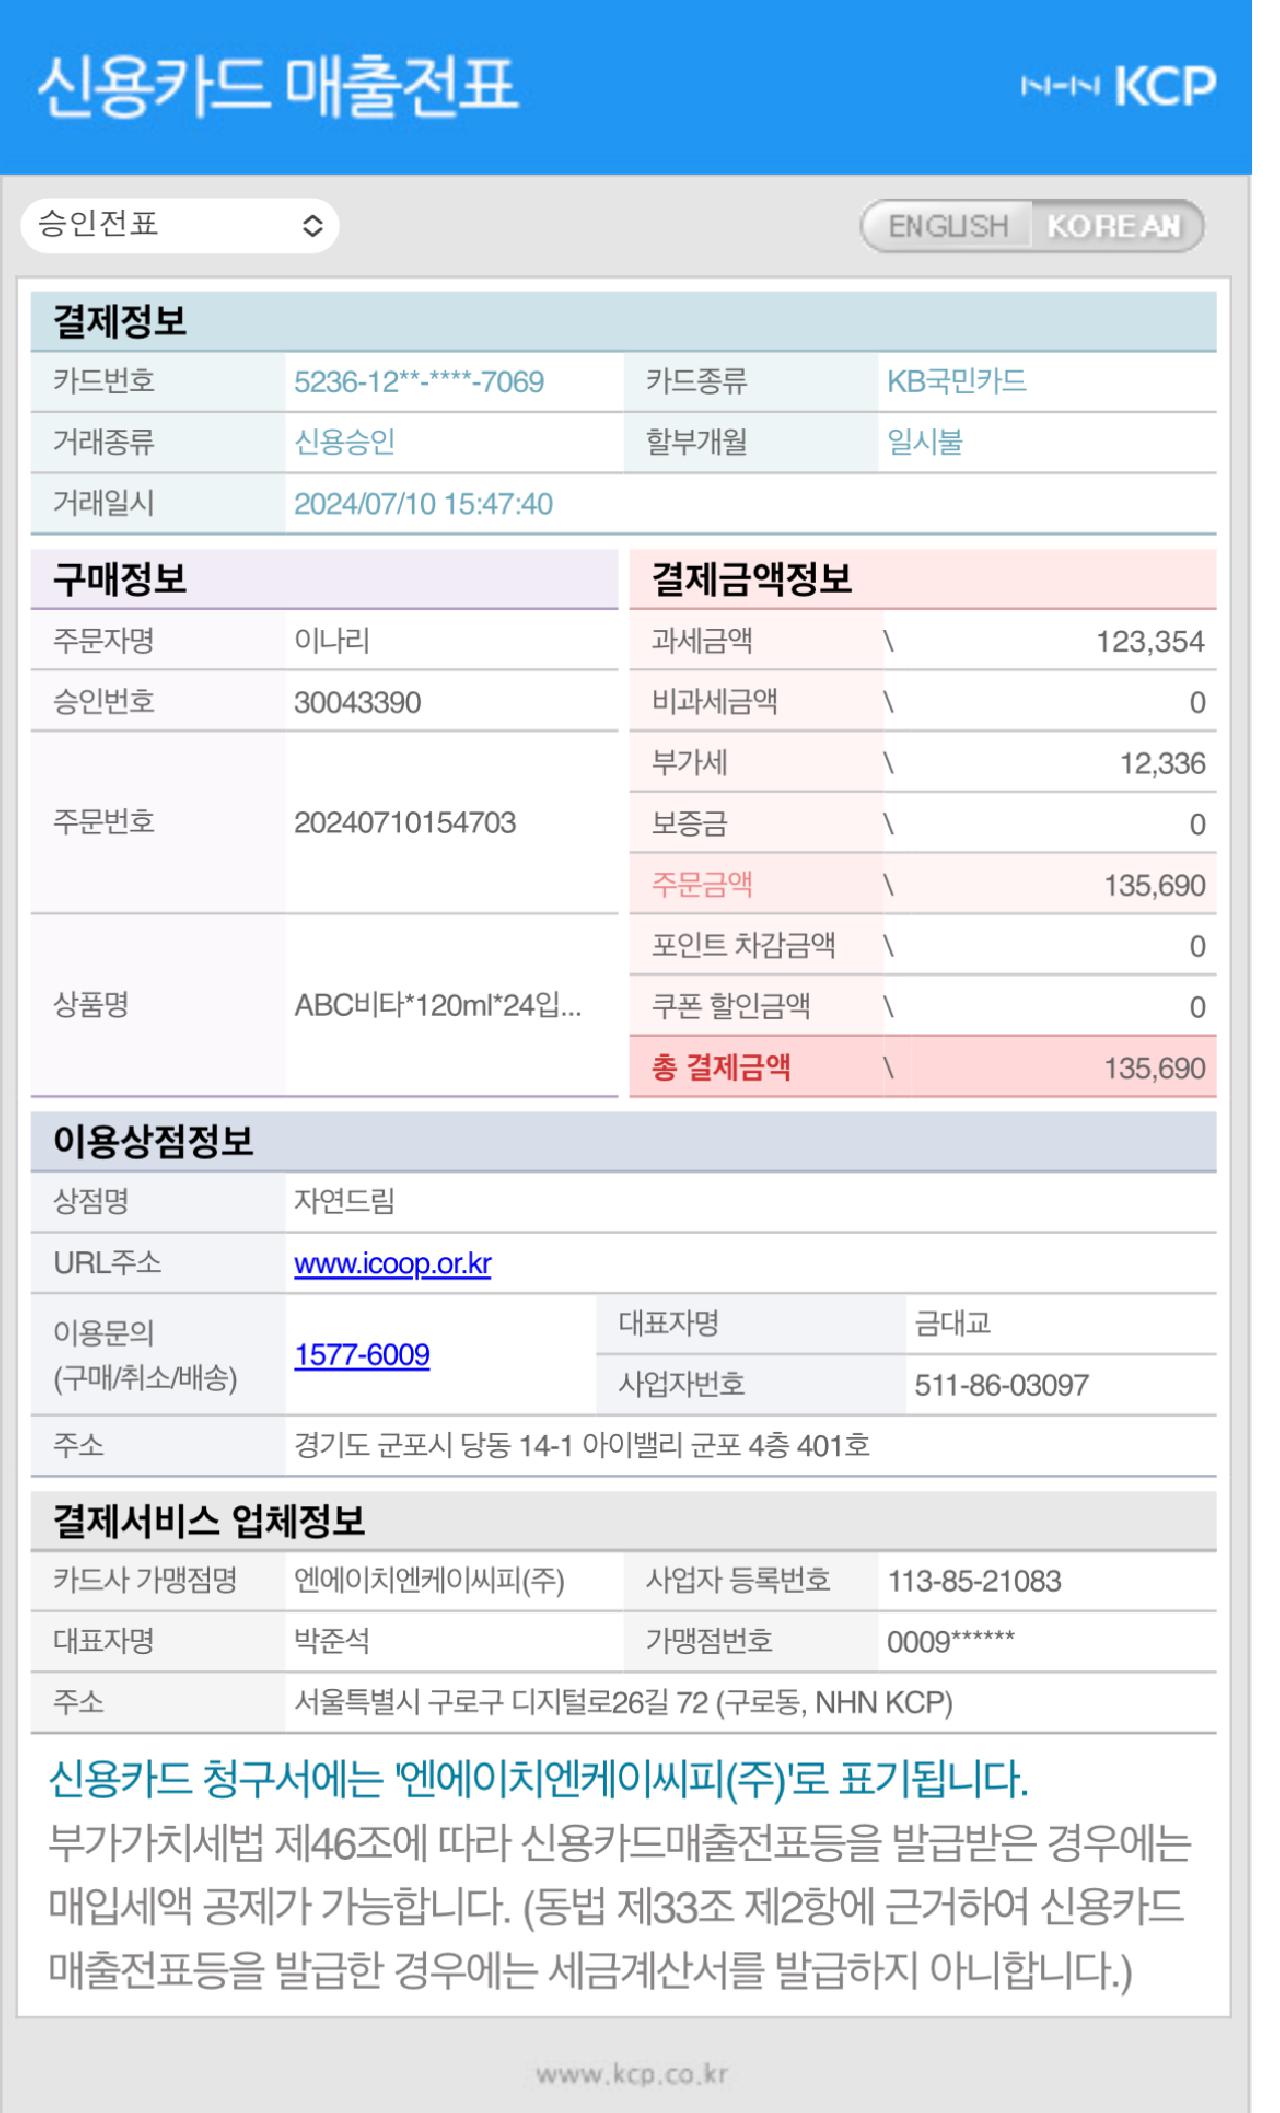 신용카드 매출전표 NHN KCP
승인전표 ENGLISH KOREAN
결제정보
카드번호 5236-12**-****-7069 카드종류 KB국민카드
거래종류 신용승인 할부개월 일시불
거래일시 2024/07/10 15:47:40
구매정보
주문자명 이나리
승인번호 30043390
주문번호 20240710154703
상품명 ABC비타*120ml*24입...
결제금액정보
과세금액 \ 123,354
비과세금액 \ 0
부가세 \ 12,336
보증금 \ 0
주문금액 \ 135,690
포인트 차감금액 \ 0
쿠폰 할인금액 \ 0
총 결제금액 \ 135,690
이용상점정보
상점명 자연드림
URL주소 www.icoop.or.kr
이용문의
(구매/취소/배송) 1577-6009
대표자명 금대교
사업자번호 511-86-03097
주소 경기도 군포시 당동 14-1 아이밸리 군포 4층 401호
결제서비스 업체정보
카드사 가맹점명 엔에이치엔케이씨피(주) 사업자 등록번호 113-85-21083
대표자명 박준석 가맹점번호 0009******
주소 서울특별시 구로구 디지털로26길 72 (구로동, NHN KCP)
신용카드 청구서에는 '엔에이치엔케이씨피(주)'로 표기됩니다.
부가가치세법 제46조에 따라 신용카드매출전표등을 발급받은 경우에는
매입세액 공제가 가능합니다. (동법 제33조 제2항에 근거하여 신용카드
매출전표등을 발급한 경우에는 세금계산서를 발급하지 아니합니다.)
www.kcp.co.kr